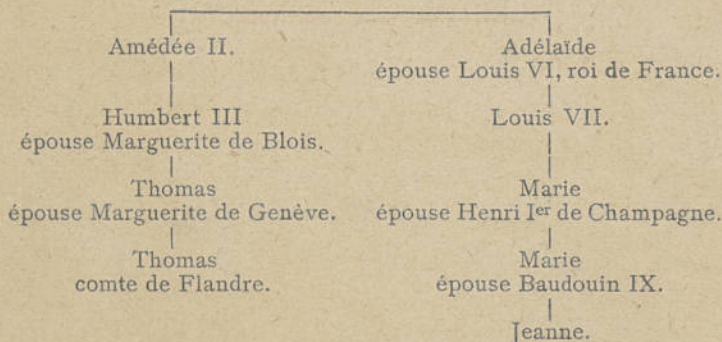 Amédée II.
Adélaïde
épouse Louis VI, roi de France.
Humbert III
épouse Marguerite de Blois.
Louis VII.
Thomas
épouse Marguerite de Genève.
Marie
épouse Henri Ier de Champagne.
Thomas
comte de Flandre.
Marie
épouse Baudouin IX.
Jeanne.